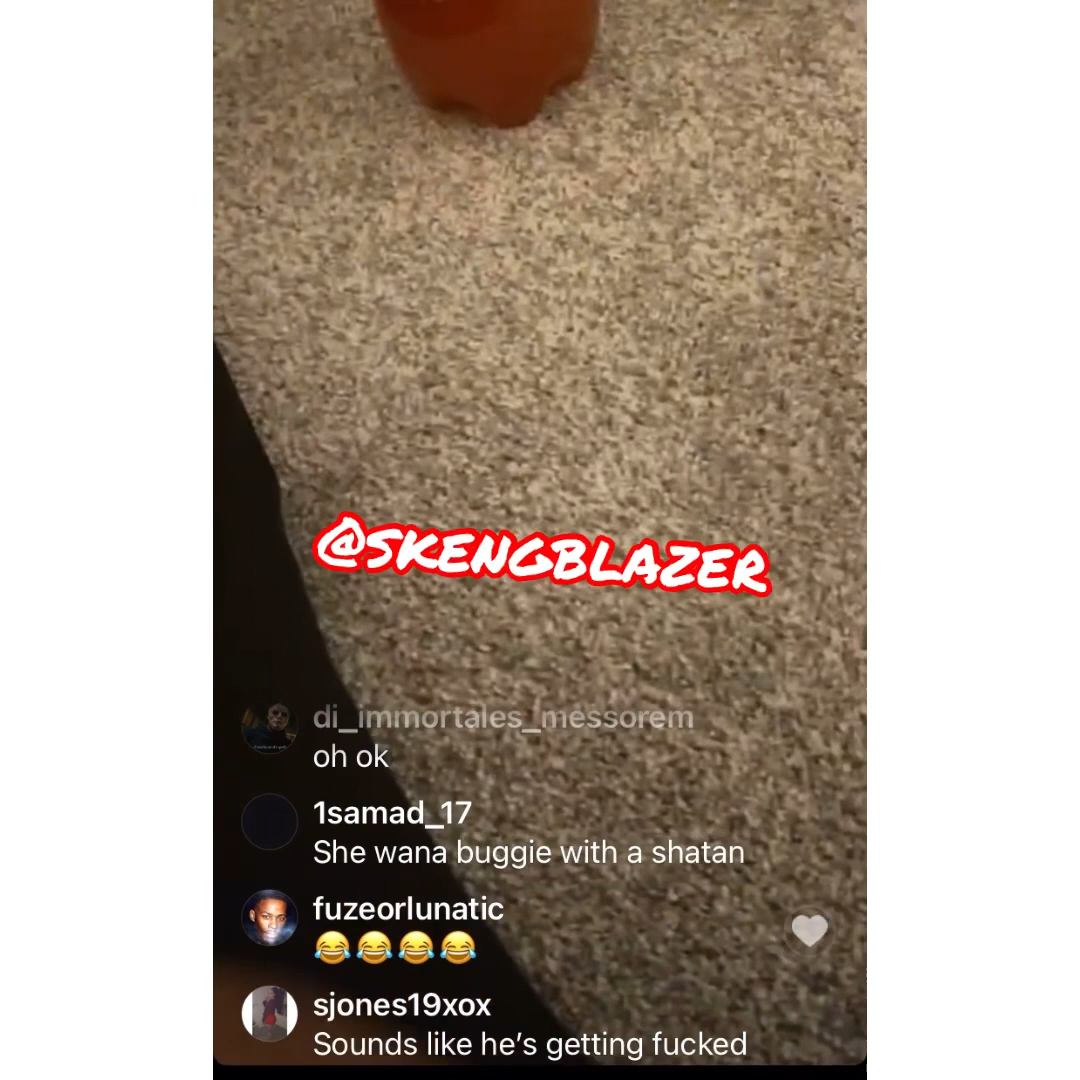 @SKENGBLAZER
di_immortales_messorem
oh ok
1samad_17
She wana buggie with a shatan
fuzeorlunatic
😂😂😂😂
sjones19xox
Sounds like he’s getting fucked